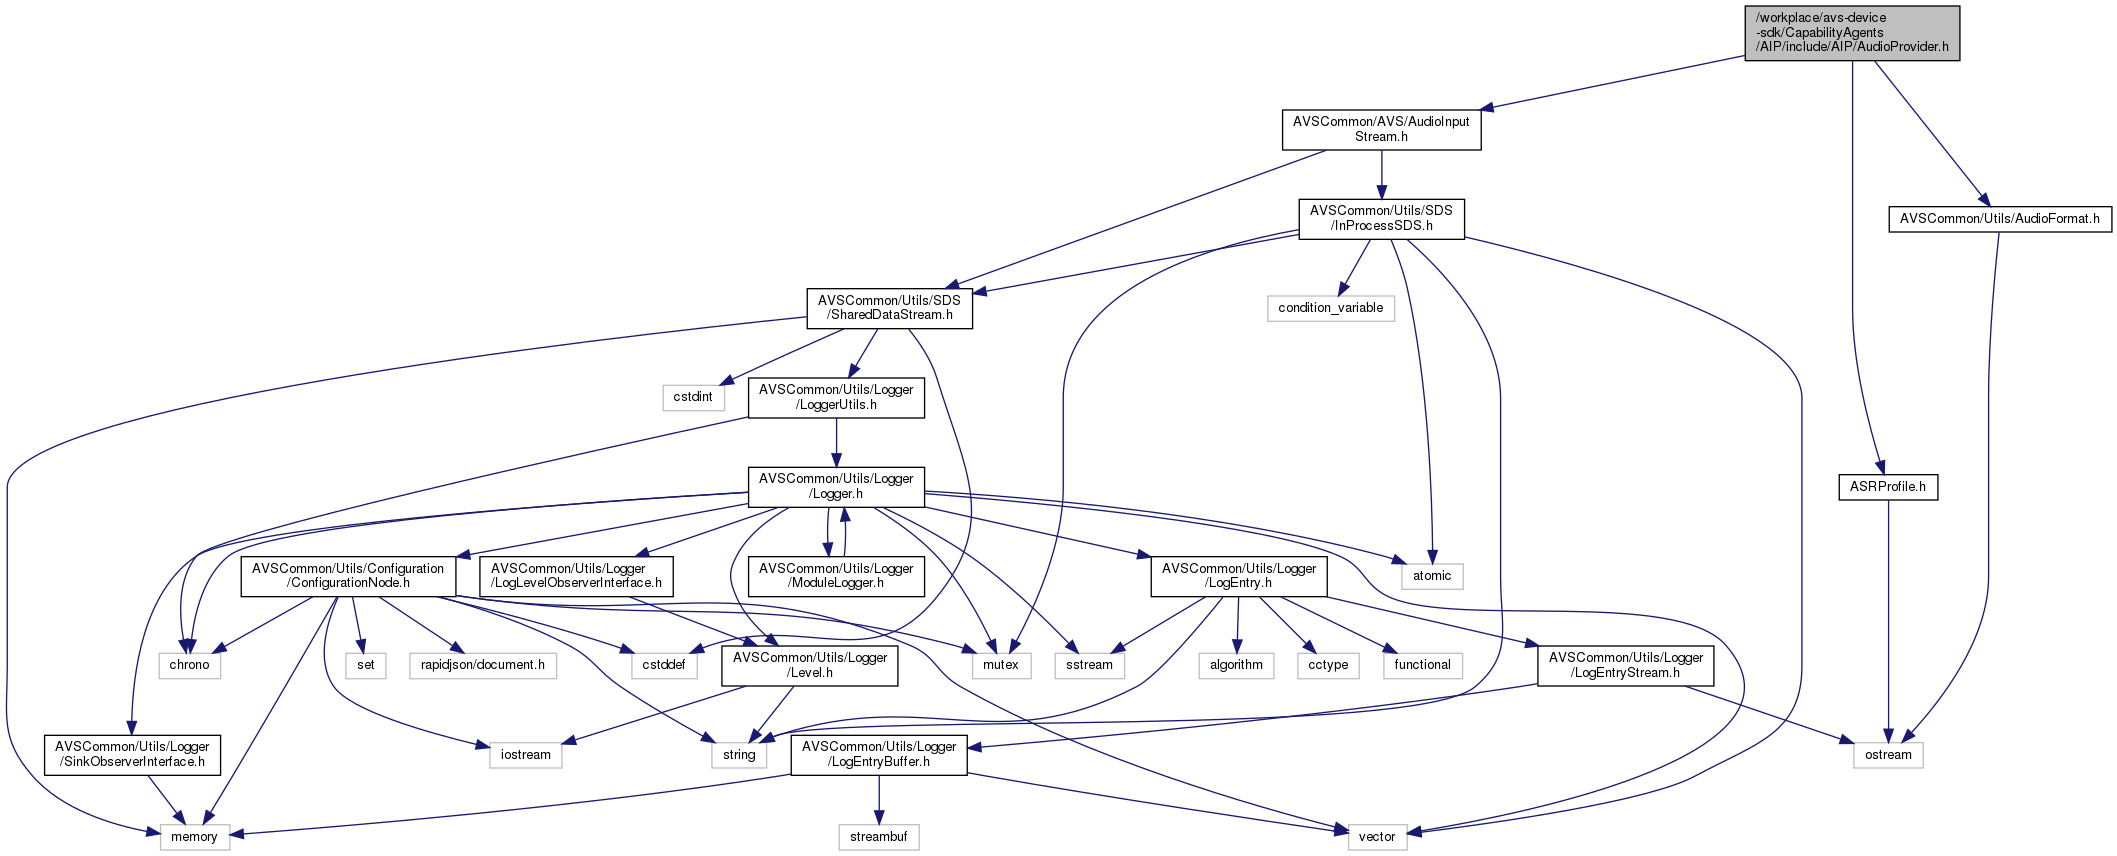 /workplace/avs-device
-sdk/CapabilityAgents
/AIP/include/AIP/AudioProvider.h
AVSCommon/AVS/AudioInput
Stream.h
AVSCommon/Utils/SDS
/InProcessSDS.h
AVSCommon/Utils/AudioFormat.h
AVSCommon/Utils/SDS
/SharedDataStream.h
condition_variable
cstdint
AVSCommon/Utils/Logger
/LoggerUtils.h
AVSCommon/Utils/Logger
/Logger.h
ASRProfile.h
AVSCommon/Utils/Configuration
/ConfigurationNode.h
AVSCommon/Utils/Logger
/LogLevelObserverInterface.h
AVSCommon/Utils/Logger
/ModuleLogger.h
AVSCommon/Utils/Logger
/LogEntry.h
atomic
chrono
set
rapidjson/document.h
cstddef
AVSCommon/Utils/Logger
/Level.h
mutex
sstream
algorithm
cctype
functional
AVSCommon/Utils/Logger
/LogEntryStream.h
AVSCommon/Utils/Logger
/SinkObserverInterface.h
iostream
string
AVSCommon/Utils/Logger
/LogEntryBuffer.h
ostream
memory
streambuf
vector